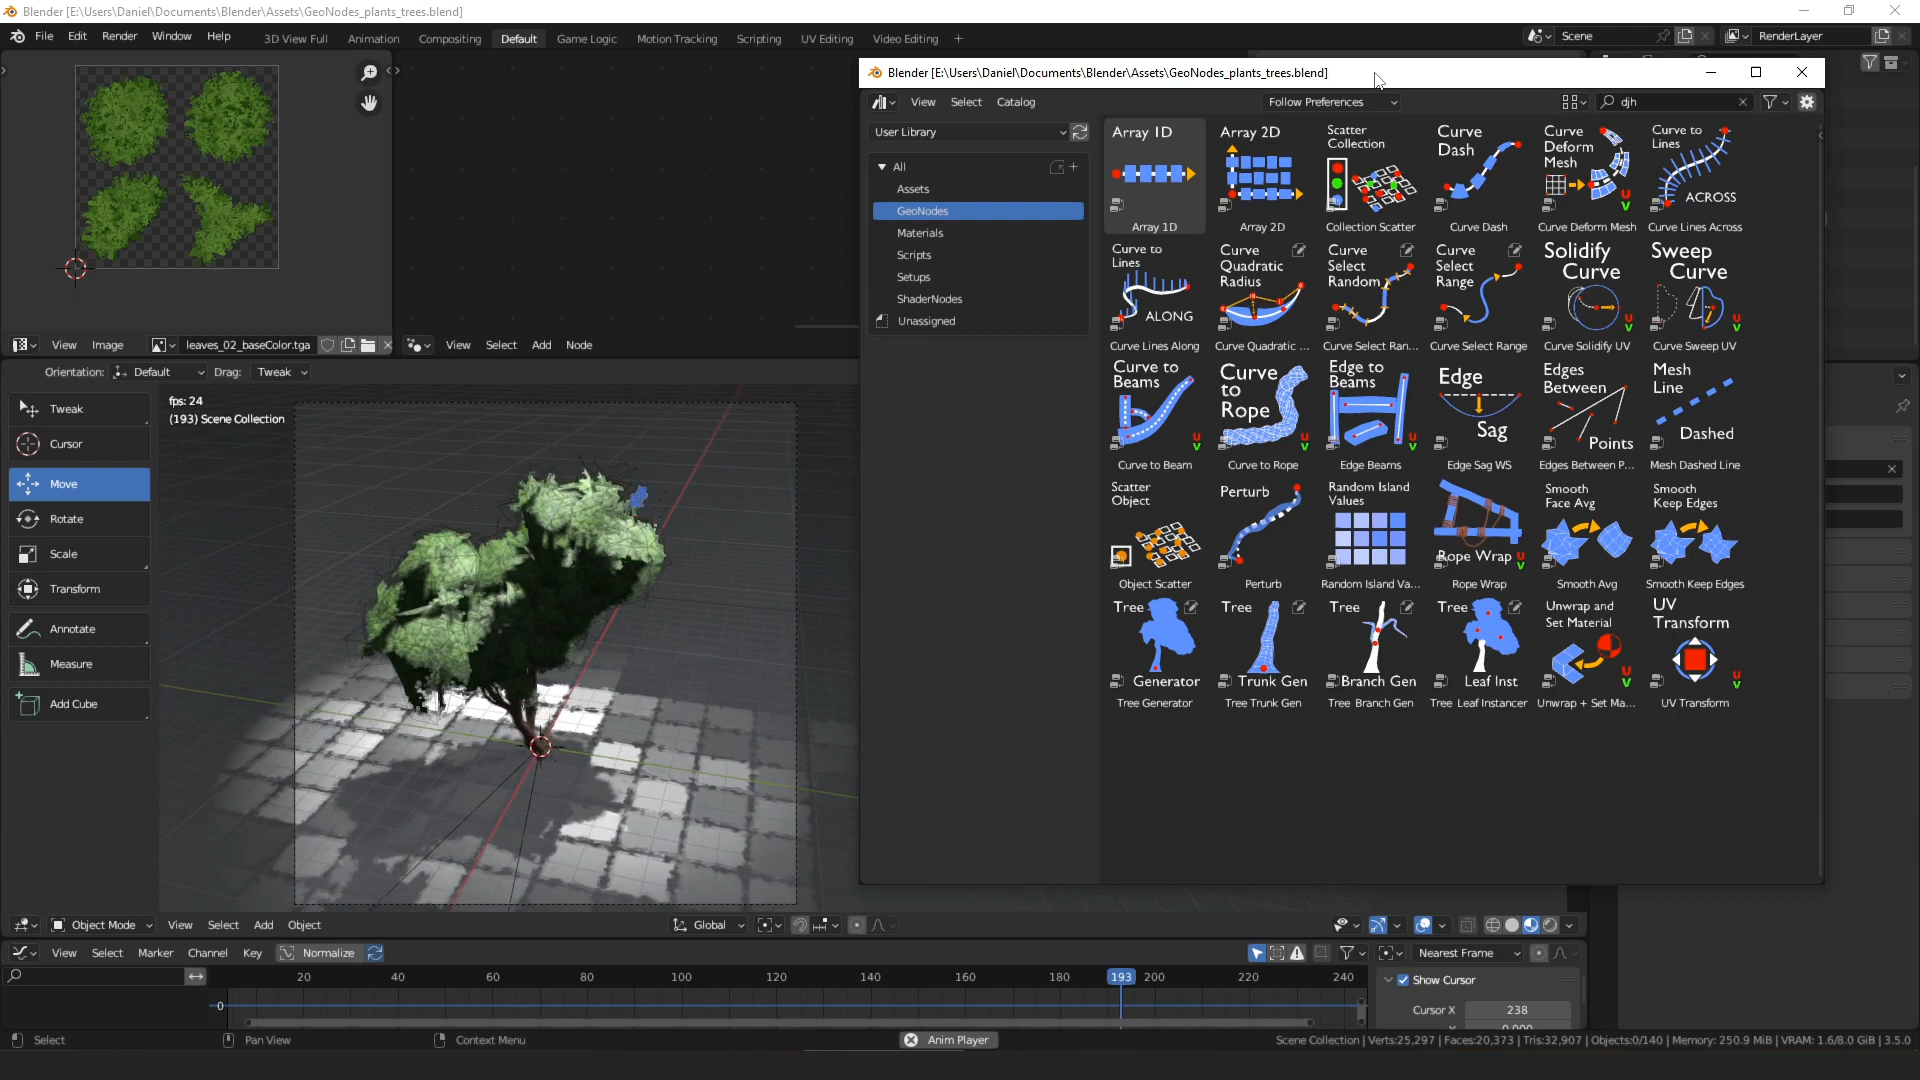 Blender [E:\Users\Daniel\Documents\Blender\Assets\GeoNodes_plants_trees.blend]
File Edit Render Window Help
3D View Full Animation Compositing Default Game Logic Motion Tracking Scripting UV Editing Video Editing +
Scene
RenderLayer
Blender [E:\Users\Daniel\Documents\Blender\Assets\GeoNodes_plants_trees.blend]
View Select Catalog
Follow Preferences
djh
User Library
All
Assets
GeoNodes
Materials
Scripts
Setups
ShaderNodes
Unassigned
Array 1D
Array 1D
Array 2D
Array 2D
Scatter
Collection
Collection Scatter
Curve
Dash
Curve Dash
Curve
Deform
Mesh
U
V
Curve Deform Mesh
Curve to
Lines
ACROSS
Curve Lines Across
Curve to
Lines
ALONG
Curve Lines Along
Curve
Quadratic
Radius
Curve Quadratic ...
Curve
Select
Random
Curve Select Ran...
Curve
Select
Range
Curve Select Range
Solidify
Curve
U
V
Curve Solidify UV
Sweep
Curve
U
V
Curve Sweep UV
Curve to
Beams
U
V
Curve to Beam
Curve
to
Rope
U
V
Curve to Rope
Edge to
Beams
U
V
Edge Beams
Edge
Sag
Edge Sag WS
Edges
Between
Points
Edges Between P...
Mesh
Line
Dashed
Mesh Dashed Line
Scatter
Object
Object Scatter
Perturb
Perturb
Random Island
Values
Random Island Va...
Rope Wrap
U
V
Rope Wrap
Smooth
Face Avg
Smooth Avg
Smooth
Keep Edges
Smooth Keep Edges
Tree
Generator
Tree Generator
Tree
Trunk Gen
Tree Trunk Gen
Tree
Branch Gen
Tree Branch Gen
Tree
Leaf Inst
Tree Leaf Instancer
Unwrap and
Set Material
U
V
Unwrap + Set Ma...
UV
Transform
U
V
UV Transform
View Image
leaves_02_baseColor.tga
View Select Add Node
Orientation: Default Drag: Tweak
fps: 24
(193) Scene Collection
Tweak
Cursor
Move
Rotate
Scale
Transform
Annotate
Measure
Add Cube
Object Mode View Select Add Object
Global
View Select Marker Channel Key Normalize
Nearest Frame
20 40 60 80 100 120 140 160 180 193 200 220 240
0
Show Cursor
Cursor X 238
Select Pan View Context Menu
Anim Player
Scene Collection | Verts:25,297 | Faces:20,373 | Tris:32,907 | Objects:0/140 | Memory: 250.9 MiB | VRAM: 1.6/8.0 GiB | 3.5.0